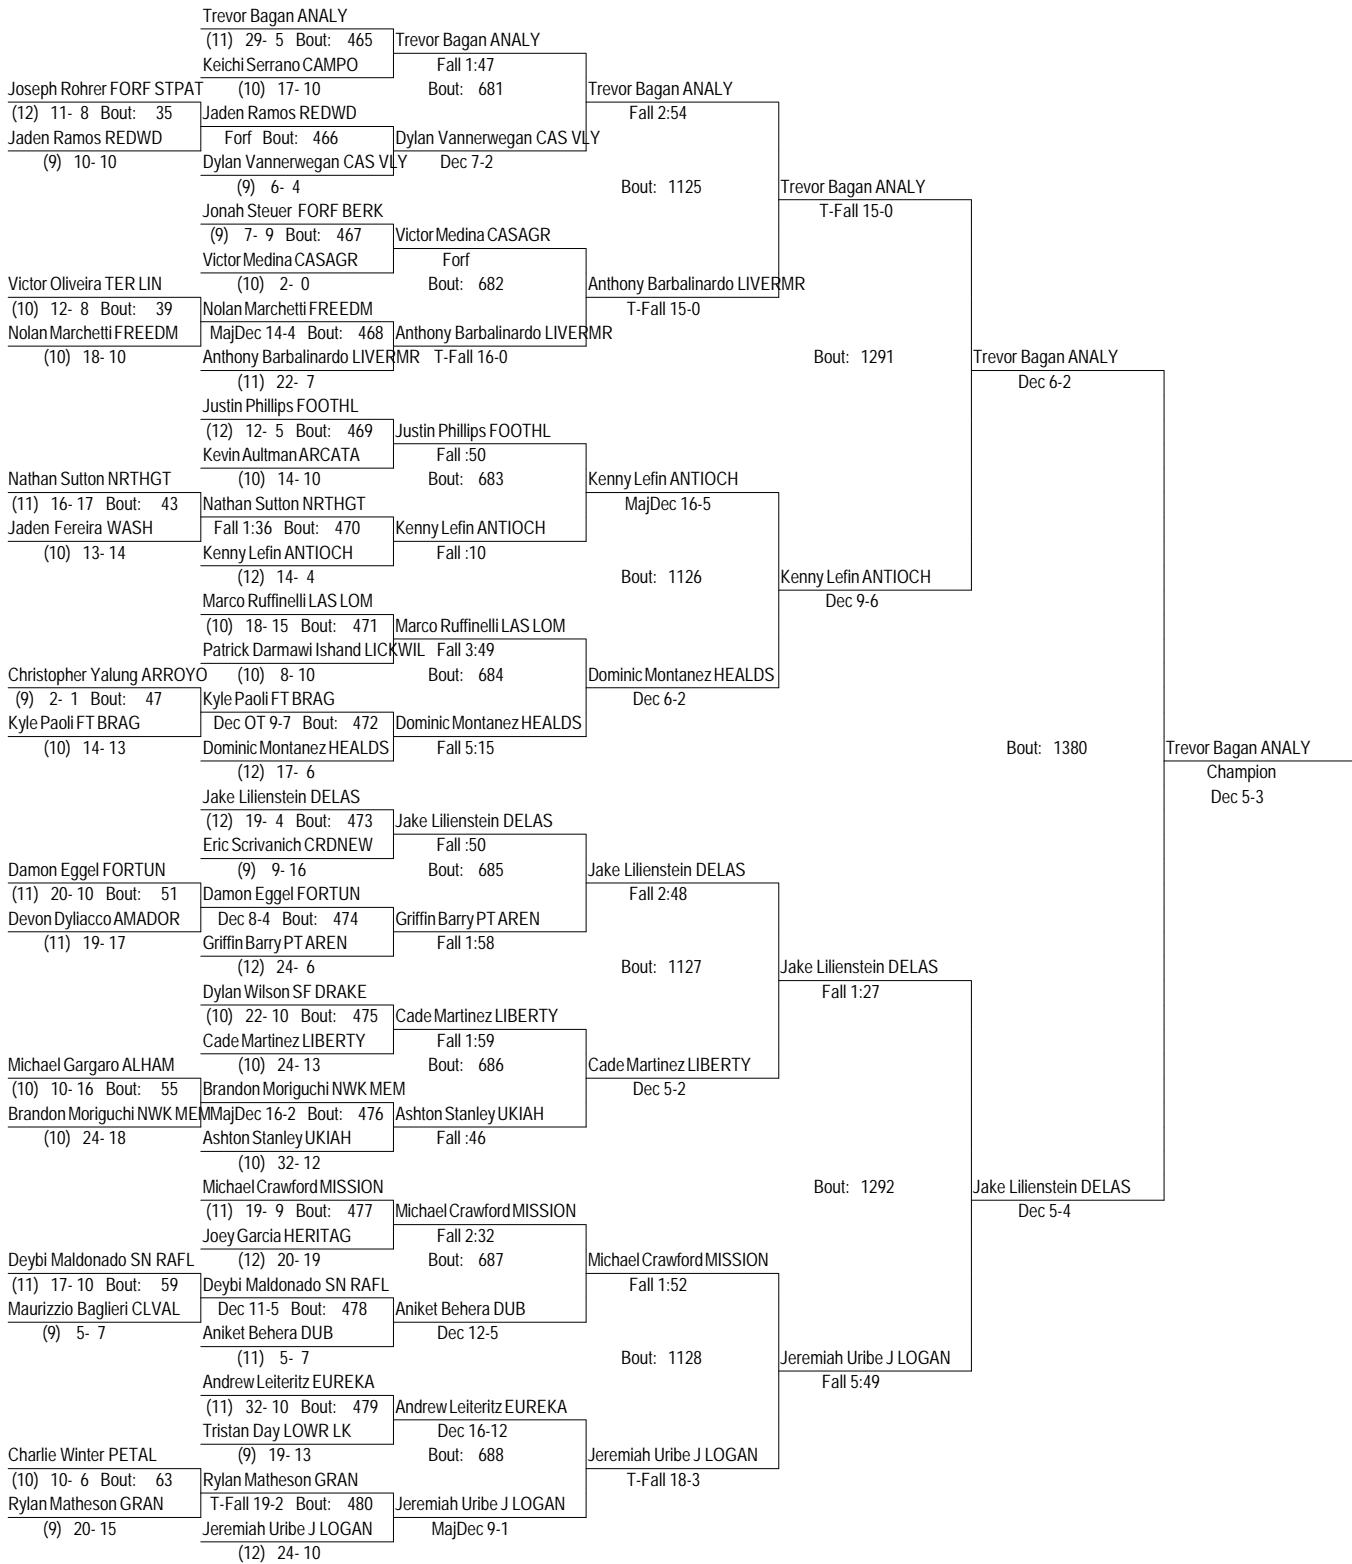 Trevor Bagan ANALY
(11) 29- 5 Bout: 465 Trevor Bagan ANALY
Keichi Serrano CAMPO Fall 1:47
Joseph Rohrer FORF STPAT (10) 17- 10 Bout: 681 Trevor Bagan ANALY
(12) 11- 8 Bout: 35 Jaden Ramos REDWD Fall 2:54
Jaden Ramos REDWD Forf Bout: 466 Dylan Vannerwegan CAS VLY
(9) 10- 10 Dylan Vannerwegan CAS VLY Dec 7-2
(9) 6- 4 Bout: 1125 Trevor Bagan ANALY
Jonah Steuer FORF BERK T-Fall 15-0
(9) 7- 9 Bout: 467 Victor Medina CASAGR
Victor Medina CASAGR Forf
Victor Oliveira TER LIN (10) 2- 0 Bout: 682 Anthony Barbalinardo LIVERMR
(10) 12- 8 Bout: 39 Nolan Marchetti FREEDM T-Fall 15-0
Nolan Marchetti FREEDM MajDec 14-4 Bout: 468 Anthony Barbalinardo LIVERMR
(10) 18- 10 Anthony Barbalinardo LIVERMR T-Fall 16-0 Bout: 1291 Trevor Bagan ANALY
(11) 22- 7 Dec 6-2
Justin Phillips FOOTHL
(12) 12- 5 Bout: 469 Justin Phillips FOOTHL
Kevin Aultman ARCATA Fall :50
Nathan Sutton NRTHGT (10) 14- 10 Bout: 683 Kenny Lefin ANTIOCH
(11) 16- 17 Bout: 43 Nathan Sutton NRTHGT MajDec 16-5
Jaden Fereira WASH Fall 1:36 Bout: 470 Kenny Lefin ANTIOCH
(10) 13- 14 Kenny Lefin ANTIOCH Fall :10
(12) 14- 4 Bout: 1126 Kenny Lefin ANTIOCH
Marco Ruffinelli LAS LOM Dec 9-6
(10) 18- 15 Bout: 471 Marco Ruffinelli LAS LOM
Patrick Darmawi Ishand LICKWIL Fall 3:49
Christopher Yalung ARROYO (10) 8- 10 Bout: 684 Dominic Montanez HEALDS
(9) 2- 1 Bout: 47 Kyle Paoli FT BRAG Dec 6-2
Kyle Paoli FT BRAG Dec OT 9-7 Bout: 472 Dominic Montanez HEALDS
(10) 14- 13 Dominic Montanez HEALDS Fall 5:15 Bout: 1380 Trevor Bagan ANALY
(12) 17- 6 Champion
Jake Lilienstein DELAS Dec 5-3
(12) 19- 4 Bout: 473 Jake Lilienstein DELAS
Eric Scrivanich CRDNEW Fall :50
Damon Eggel FORTUN (9) 9- 16 Bout: 685 Jake Lilienstein DELAS
(11) 20- 10 Bout: 51 Damon Eggel FORTUN Fall 2:48
Devon Dyliacco AMADOR Dec 8-4 Bout: 474 Griffin Barry PT AREN
(11) 19- 17 Griffin Barry PT AREN Fall 1:58
(12) 24- 6 Bout: 1127 Jake Lilienstein DELAS
Dylan Wilson SF DRAKE Fall 1:27
(10) 22- 10 Bout: 475 Cade Martinez LIBERTY
Cade Martinez LIBERTY Fall 1:59
Michael Gargaro ALHAM (10) 24- 13 Bout: 686 Cade Martinez LIBERTY
(10) 10- 16 Bout: 55 Brandon Moriguchi NWK MEM Dec 5-2
Brandon Moriguchi NWK MEM MajDec 16-2 Bout: 476 Ashton Stanley UKIAH
(10) 24- 18 Ashton Stanley UKIAH Fall :46
(10) 32- 12
Michael Crawford MISSION Bout: 1292 Jake Lilienstein DELAS
(11) 19- 9 Bout: 477 Michael Crawford MISSION Dec 5-4
Joey Garcia HERITAG Fall 2:32
Deybi Maldonado SN RAFL (12) 20- 19 Bout: 687 Michael Crawford MISSION
(11) 17- 10 Bout: 59 Deybi Maldonado SN RAFL Fall 1:52
Maurizzio Baglieri CLVAL Dec 11-5 Bout: 478 Aniket Behera DUB
(9) 5- 7 Aniket Behera DUB Dec 12-5
(11) 5- 7 Bout: 1128 Jeremiah Uribe J LOGAN
Andrew Leiteritz EUREKA Fall 5:49
(11) 32- 10 Bout: 479 Andrew Leiteritz EUREKA
Tristan Day LOWR LK Dec 16-12
Charlie Winter PETAL (9) 19- 13 Bout: 688 Jeremiah Uribe J LOGAN
(10) 10- 6 Bout: 63 Rylan Matheson GRAN T-Fall 18-3
Rylan Matheson GRAN T-Fall 19-2 Bout: 480 Jeremiah Uribe J LOGAN
(9) 20- 15 Jeremiah Uribe J LOGAN MajDec 9-1
(12) 24- 10